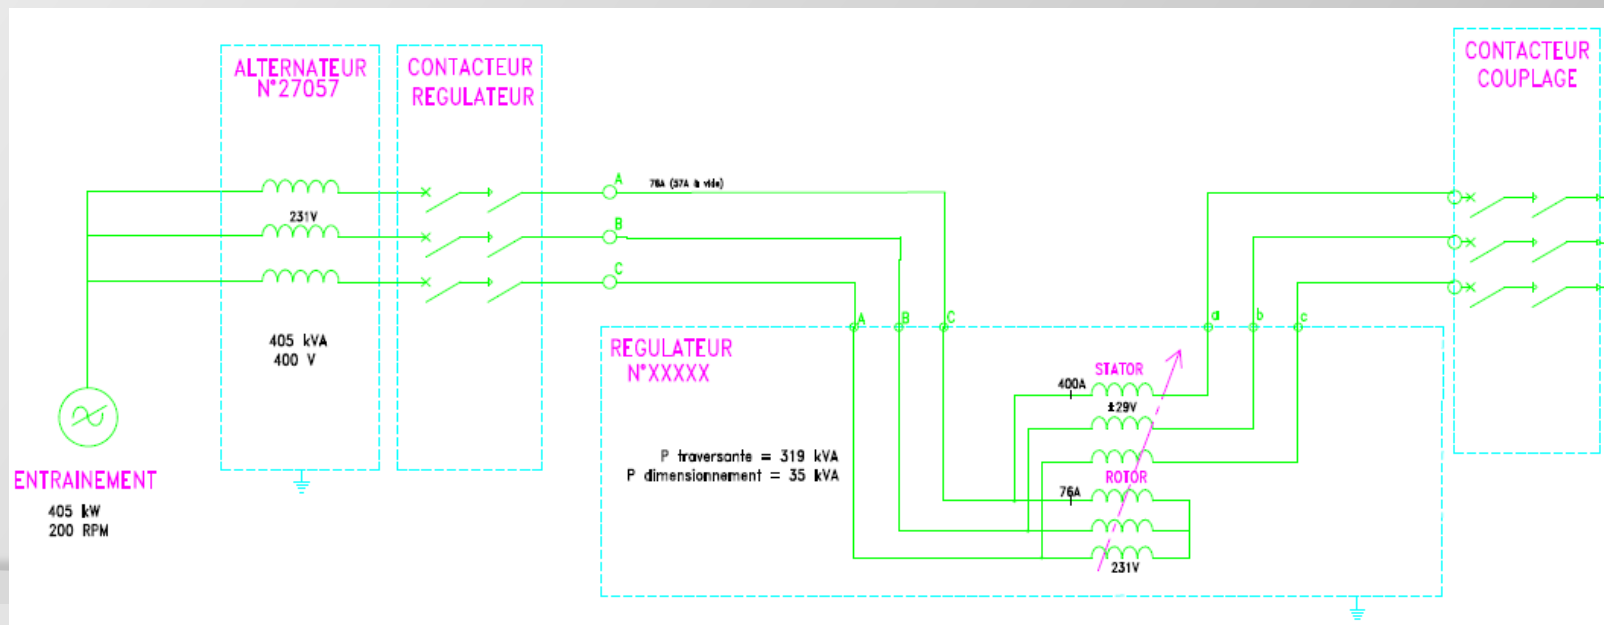 ALTERNATEUR
N°27057
CONTACTEUR
REGULATEUR
CONTACTEUR
COUPLAGE
A
76A (57A à vide)
231V
B
C
405 kVA
400 V
A
B
C
a
b
c
REGULATEUR
N°XXXXX
STATOR
400A
±29V
P traversante = 319 kVA
P dimensionnement = 35 kVA
ROTOR
76A
231V
ENTRAINEMENT
405 kW
200 RPM